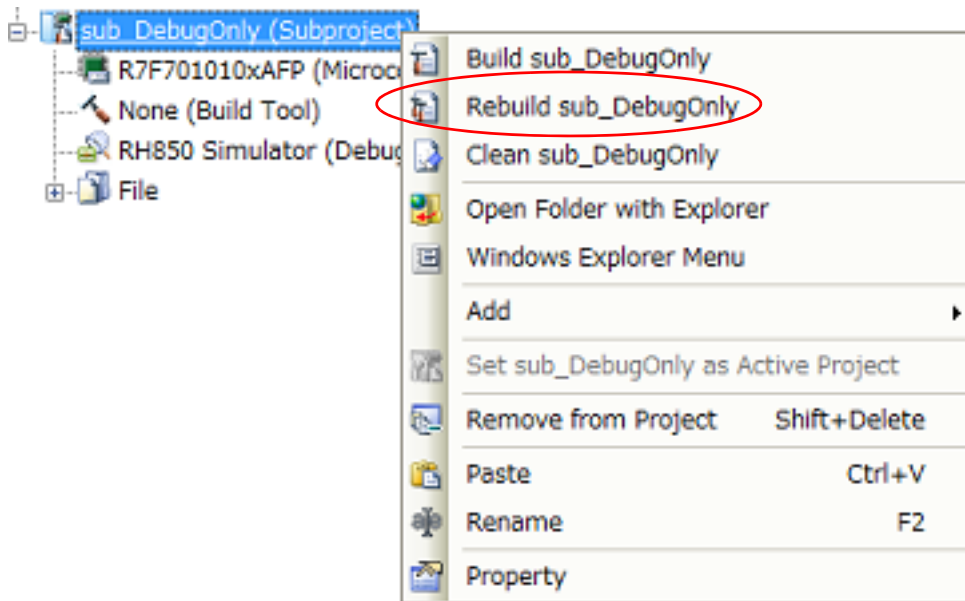 sub_DebugOnly (Subproject)
R7F701010xAFP (Microc
None (Build Tool)
RH850 Simulator (Debug
File
Build sub_DebugOnly
Rebuild sub_DebugOnly
Clean sub_DebugOnly
Open Folder with Explorer
Windows Explorer Menu
Add
Set sub_DebugOnly as Active Project
Remove from Project Shift+Delete
Paste Ctrl+V
Rename F2
Property